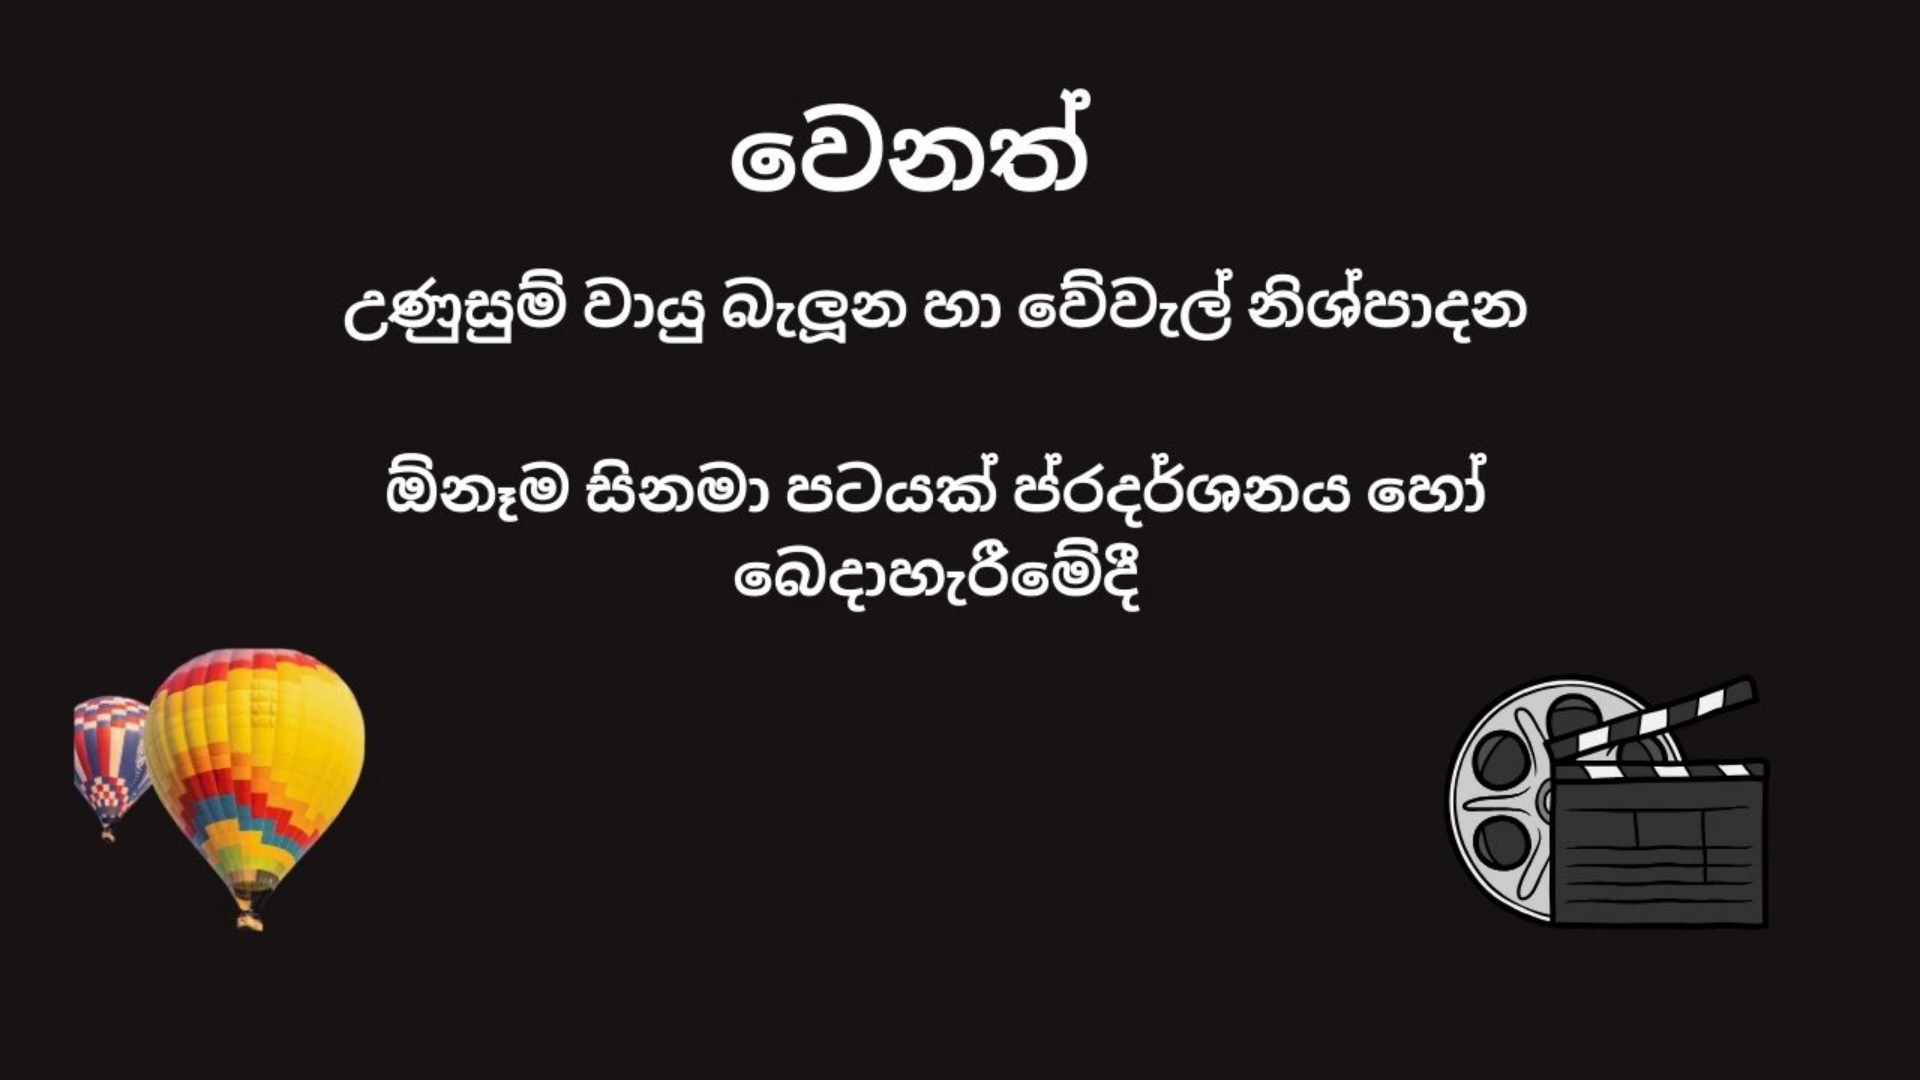 වෙනත්
උණුසුම් වායු බැලූන හා වේවැල් නිශ්පාදන
ඕනෑම සිනමා පටයක් ප්රදර්ශනය හෝ
බෙදාහැරීමේදී